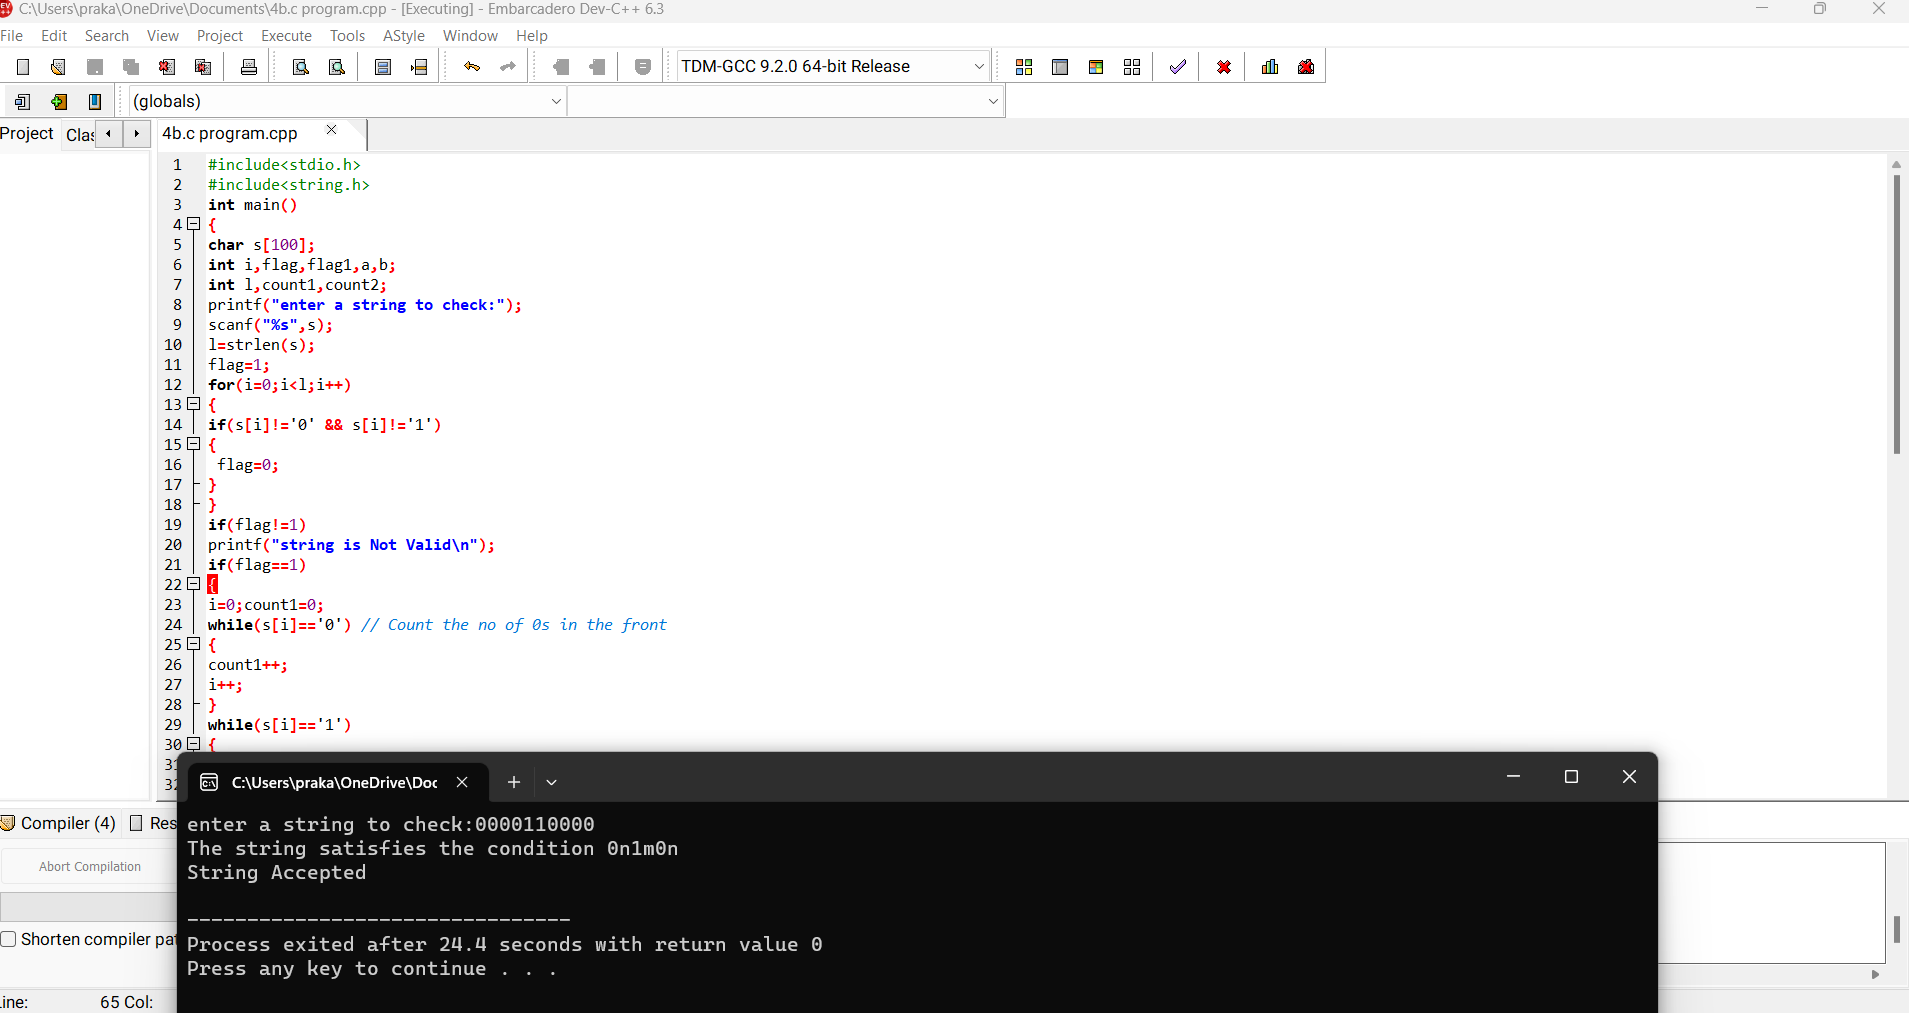 C:\Users\praka\OneDrive\Documents\4b.c program.cpp - [Executing] - Embarcadero Dev-C++ 6.3
File Edit Search View Project Execute Tools AStyle Window Help
TDM-GCC 9.2.0 64-bit Release
(globals)
Project Clas 4b.c program.cpp
1 #include<stdio.h>
2 #include<string.h>
3 int main()
4 {
5 char s[100];
6 int i,flag,flag1,a,b;
7 int l,count1,count2;
8 printf("enter a string to check:");
9 scanf("%s",s);
10 l=strlen(s);
11 flag=1;
12 for(i=0;i<l;i++)
13 {
14 if(s[i]!='0' && s[i]!='1')
15 {
16 flag=0;
17 }
18 }
19 if(flag!=1)
20 printf("string is Not Valid\n");
21 if(flag==1)
22 {
23 i=0;count1=0;
24 while(s[i]=='0') // Count the no of 0s in the front
25 {
26 count1++;
27 i++;
28 }
29 while(s[i]=='1')
30 {
31
32
C:\Users\praka\OneDrive\Doc
Compiler (4) Res
Abort Compilation
Shorten compiler pat
enter a string to check:0000110000
The string satisfies the condition 0n1m0n
String Accepted
--------------------------------
Process exited after 24.4 seconds with return value 0
Press any key to continue . . .
ine: 65 Col: